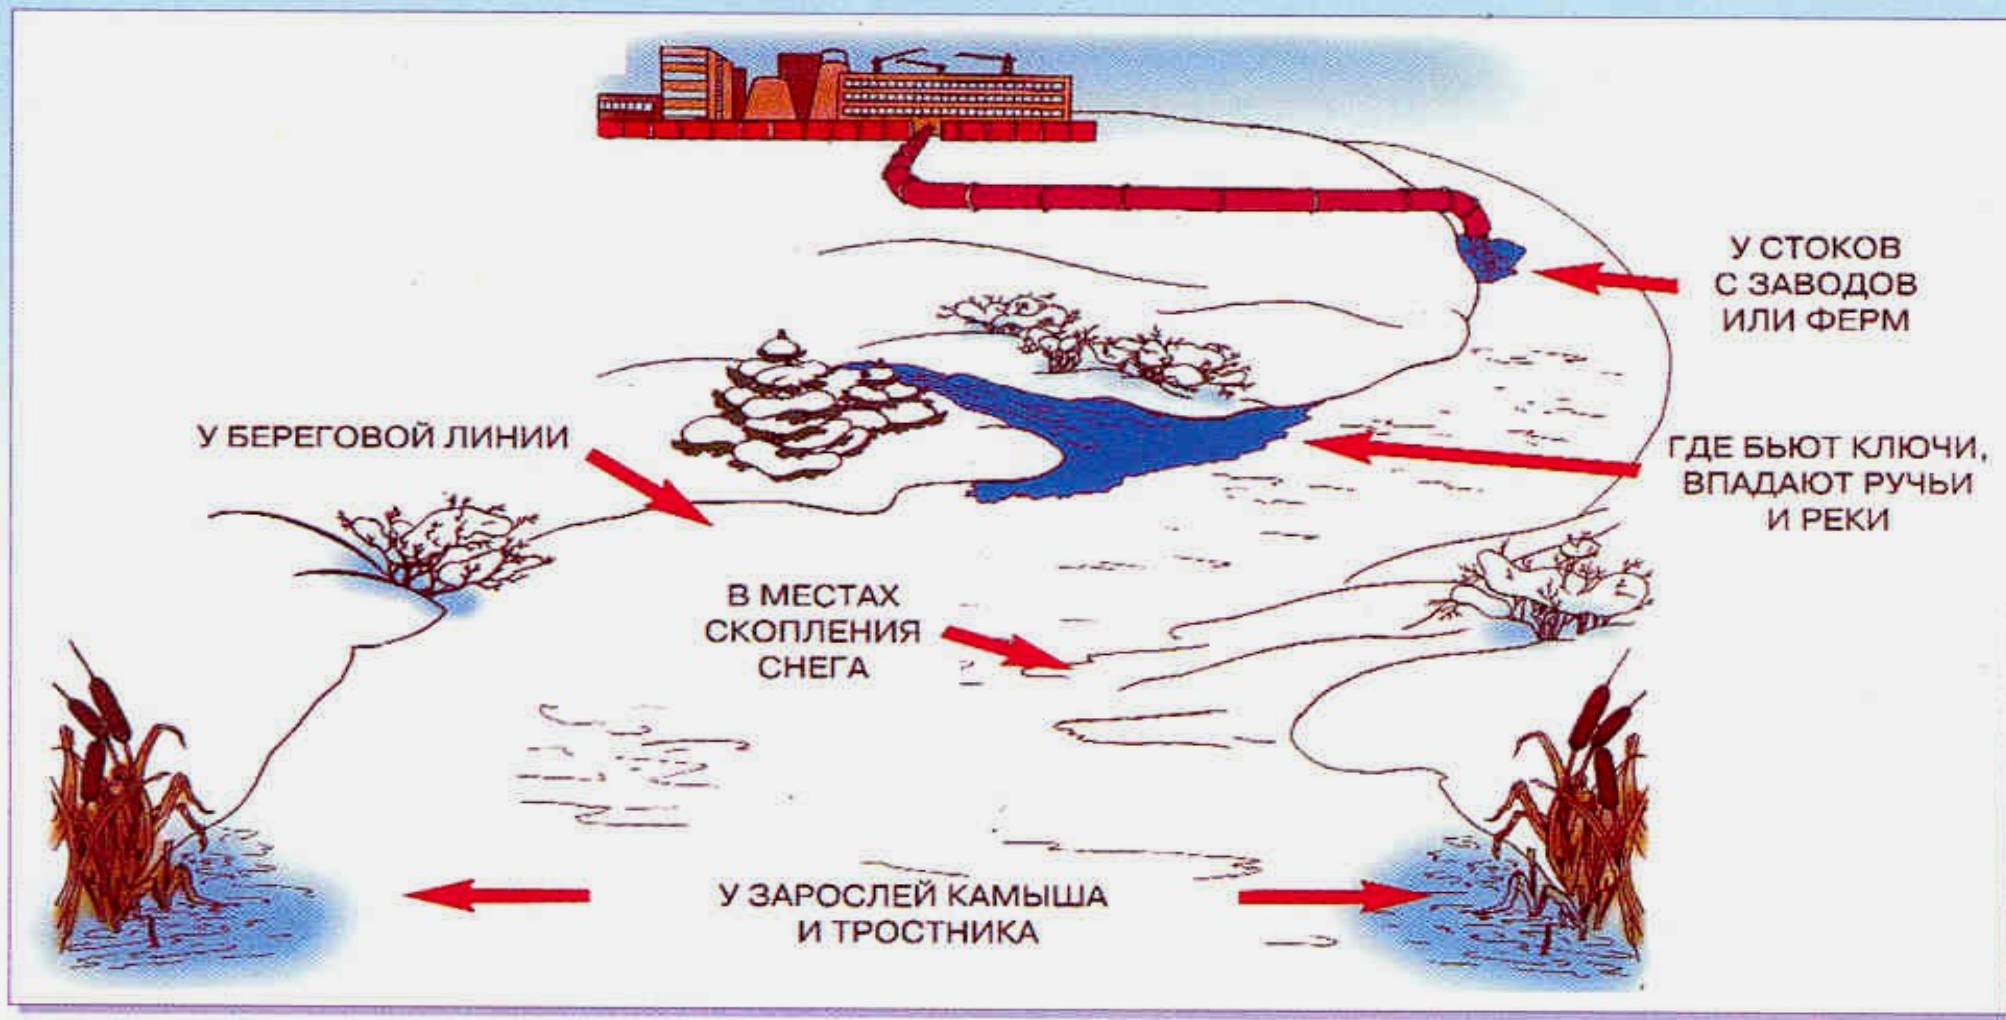 У СТОКОВ
С ЗАВОДОВ
ИЛИ ФЕРМ
У БЕРЕГОВОЙ ЛИНИИ
ГДЕ БЬЮТ КЛЮЧИ,
ВПАДАЮТ РУЧЬИ
И РЕКИ
В МЕСТАХ
СКОПЛЕНИЯ
СНЕГА
У ЗАРОСЛЕЙ КАМЫША
И ТРОСТНИКА